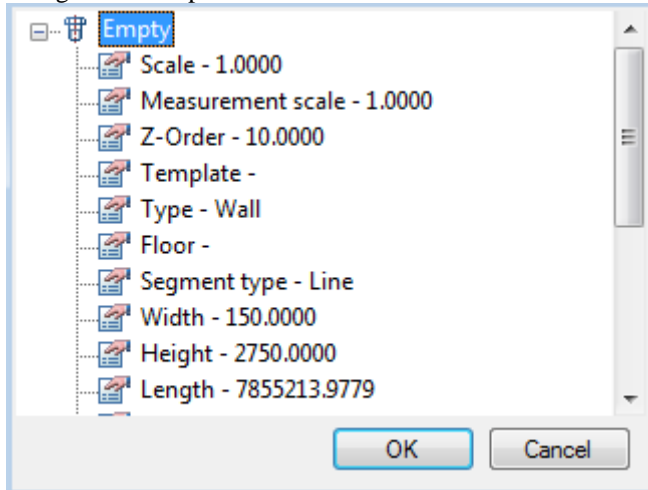 Empty
Scale - 1.0000
Measurement scale - 1.0000
Z-Order - 10.0000
Template -
Type - Wall
Floor -
Segment type - Line
Width - 150.0000
Height - 2750.0000
Length - 7855213.9779
OK Cancel